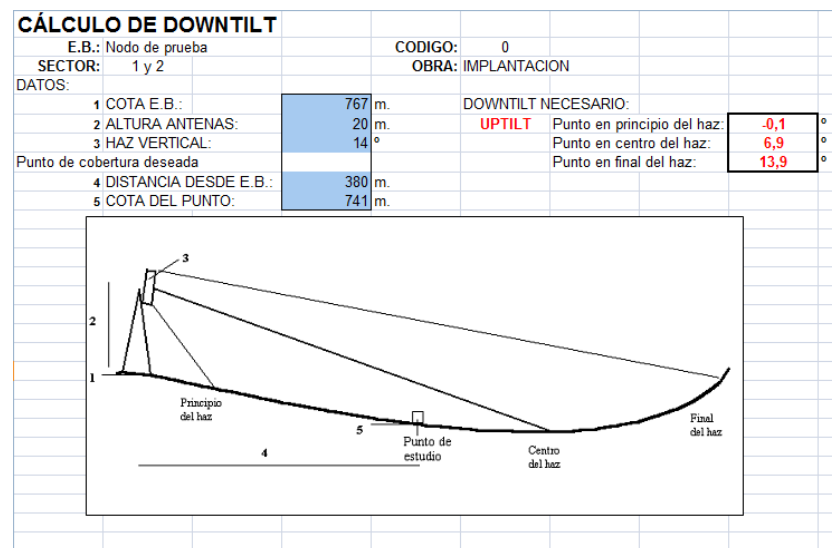 CÁLCULO DE DOWNTILT
E.B.: Nodo de prueba CODIGO: 0
SECTOR: 1 y 2 OBRA: IMPLANTACION
DATOS:
1 COTA E.B.: 767 m. DOWNTILT NECESARIO:
2 ALTURA ANTENAS: 20 m. UPTILT Punto en principio del haz: -0,1 º
3 HAZ VERTICAL: 14 º Punto en centro del haz: 6,9 º
Punto de cobertura deseada Punto en final del haz: 13,9 º
4 DISTANCIA DESDE E.B.: 380 m.
5 COTA DEL PUNTO: 741 m.
3
2
1
Principio
del haz
5
4
Punto de
estudio
Centro
del haz
Final
del haz